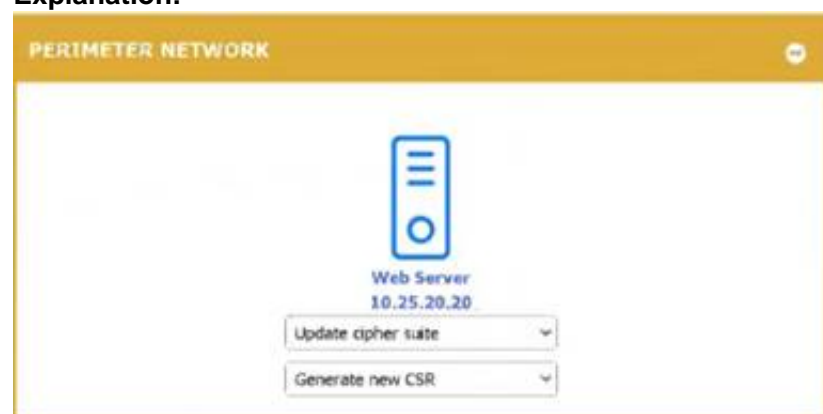 Explanation:
PERIMETER NETWORK
Web Server
10.25.20.20
Update cipher suite
Generate new CSR